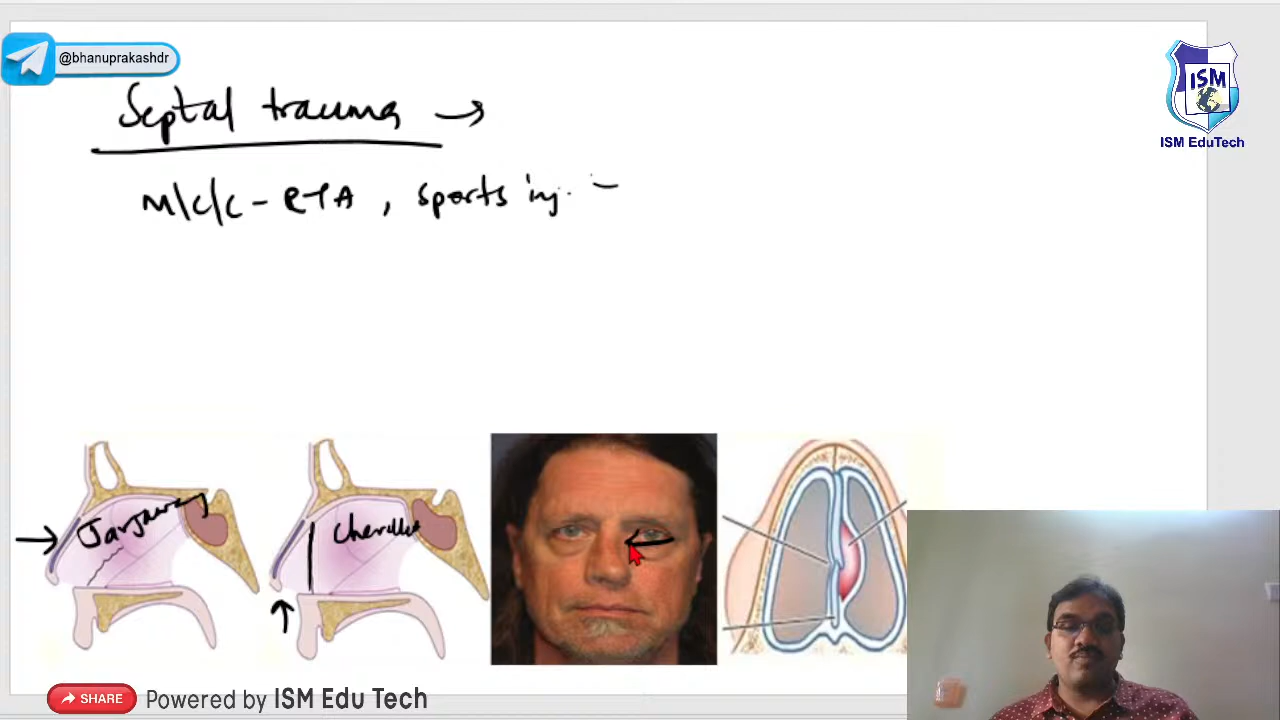 @bhanuprakashdr
ISM
ISM EduTech
Septal trauma →
M/C/C - RTA, sports inj. -
Jarjaway
Chevallet
SHARE
Powered by ISM Edu Tech